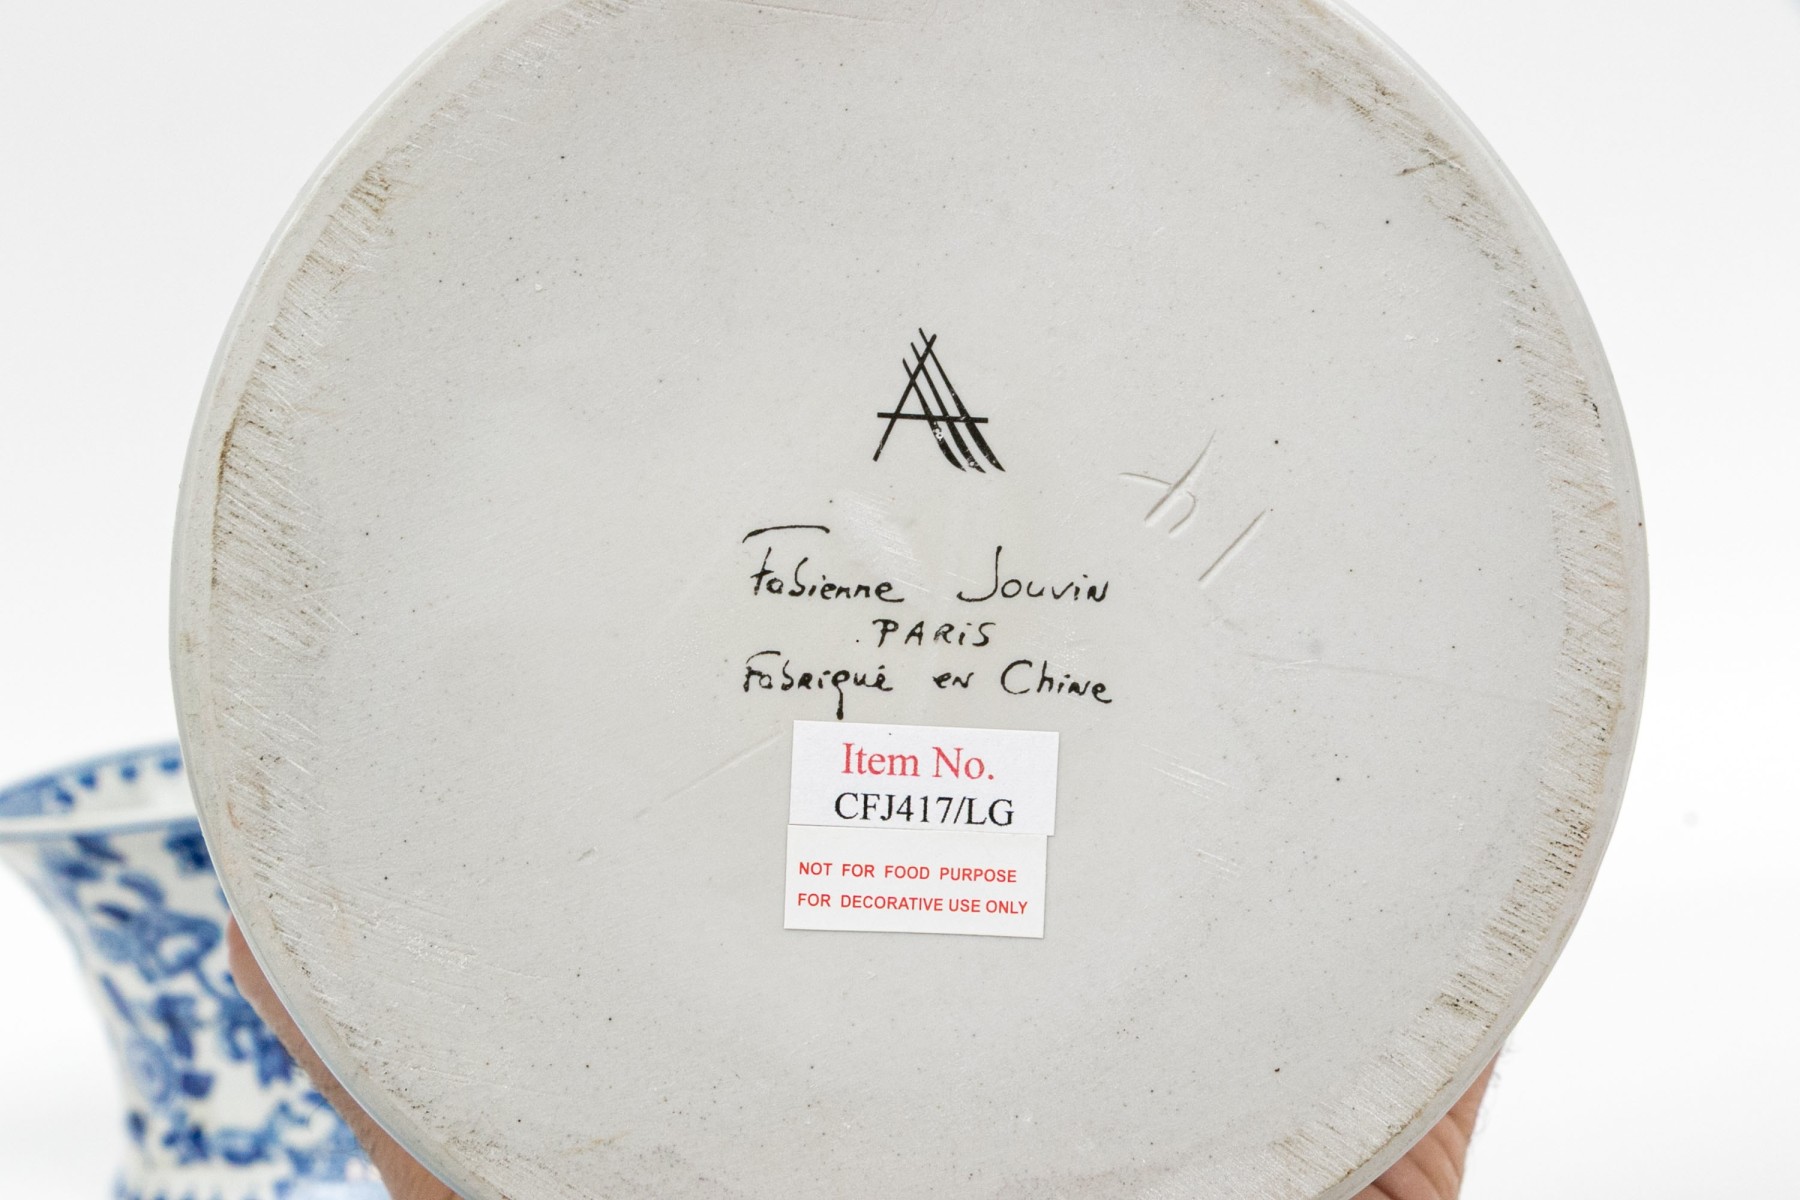 Fabienne Jouvin
PARiS
Fabriqué en Chine
Item No.
CFJ417/LG
NOT FOR FOOD PURPOSE
FOR DECORATIVE USE ONLY